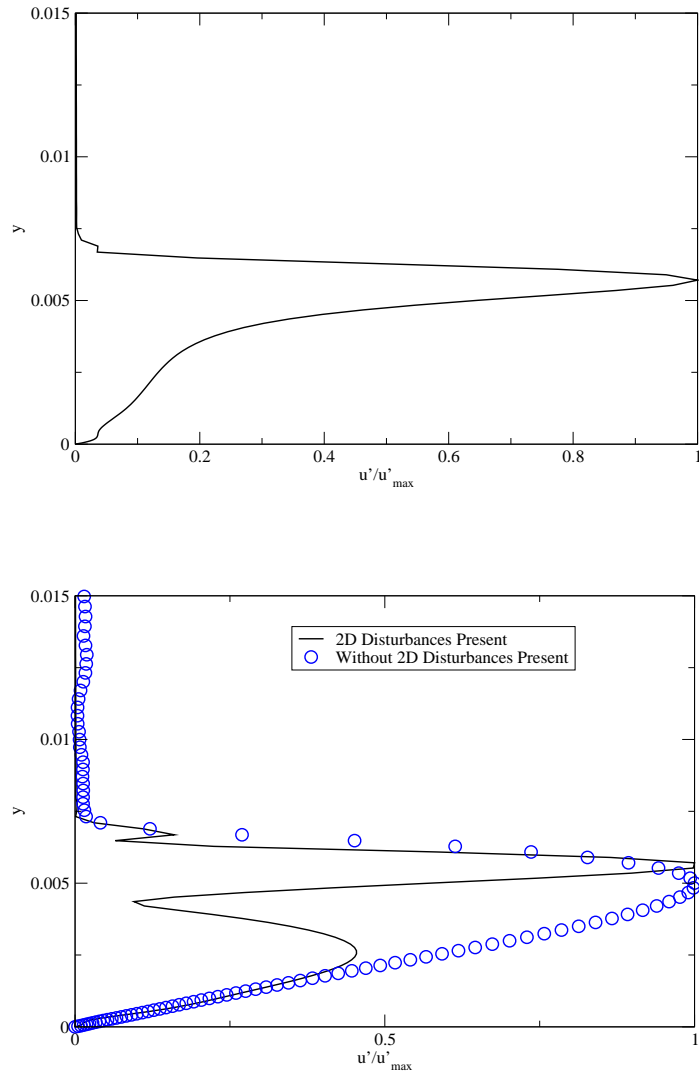 0.015
0.01
y
0.005
0
0 0.2 0.4 0.6 0.8 1
u'/u'max
0.015
2D Disturbances Present
Without 2D Disturbances Present
0.01
y
0.005
0
0 0.5 1
u'/u'max